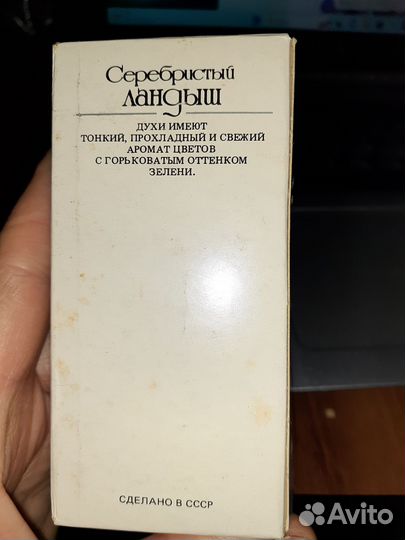 Серебристый
ландыш
ДУХИ ИМЕЮТ
ТОНКИЙ, ПРОХЛАДНЫЙ И СВЕЖИЙ
АРОМАТ ЦВЕТОВ
С ГОРЬКОВАТЫМ ОТТЕНКОМ
ЗЕЛЕНИ.
СДЕЛАНО В СССР
Avito